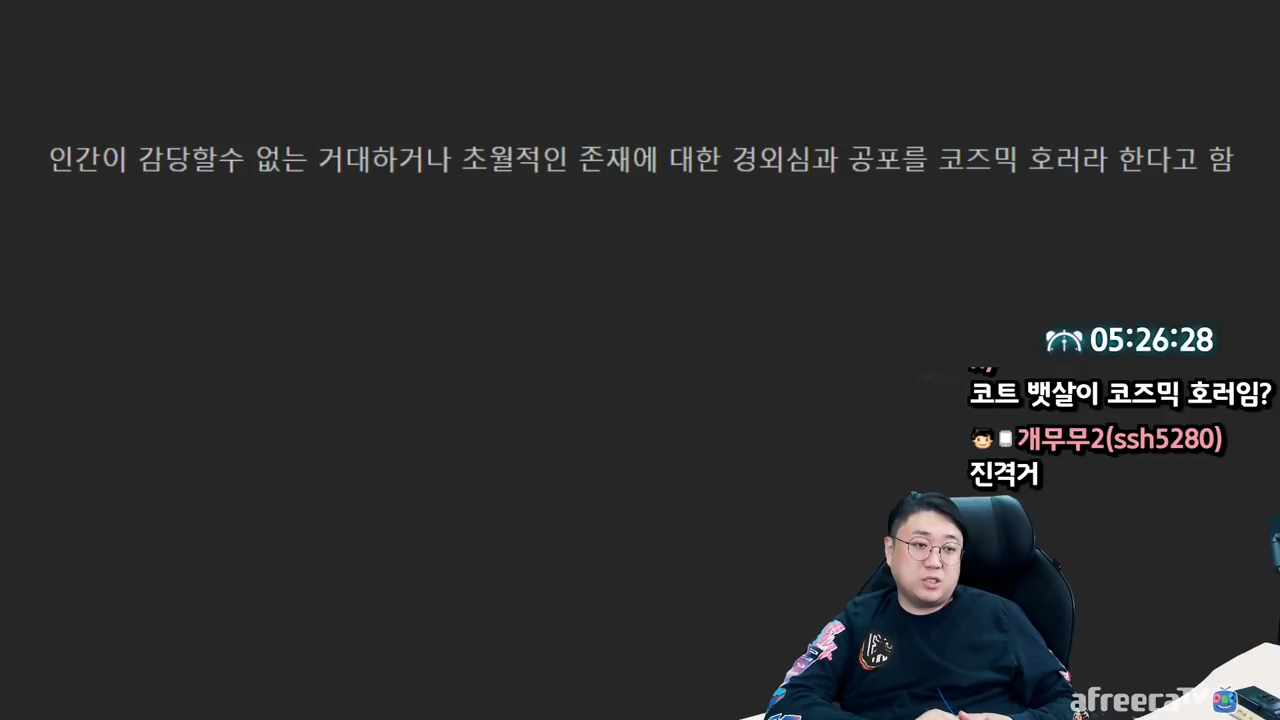 인간이 감당할수 없는 거대하거나 초월적인 존재에 대한 경외심과 공포를 코즈믹 호러라 한다고 함
05:26:28
코트 뱃살이 코즈믹 호러임?
개무무2(ssh5280)
진격거
afreecaTV